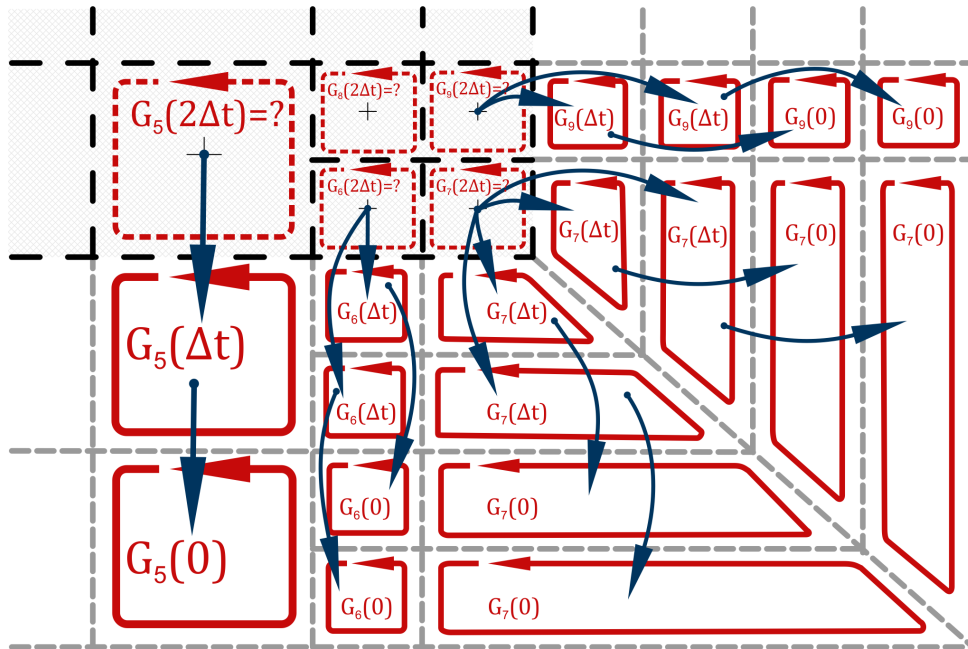 G₈(2Δt)=?
G₉(2Δt)=?
G₅(2Δt)=?
G₉(Δt)
G₉(Δt)
G₉(0)
G₉(0)
G₆(2Δt)=?
G₇(2Δt)=?
G₇(Δt)
G₇(Δt)
G₇(0)
G₇(0)
G₅(Δt)
G₆(Δt)
G₇(Δt)
G₆(Δt)
G₇(Δt)
G₅(0)
G₆(0)
G₇(0)
G₆(0)
G₇(0)